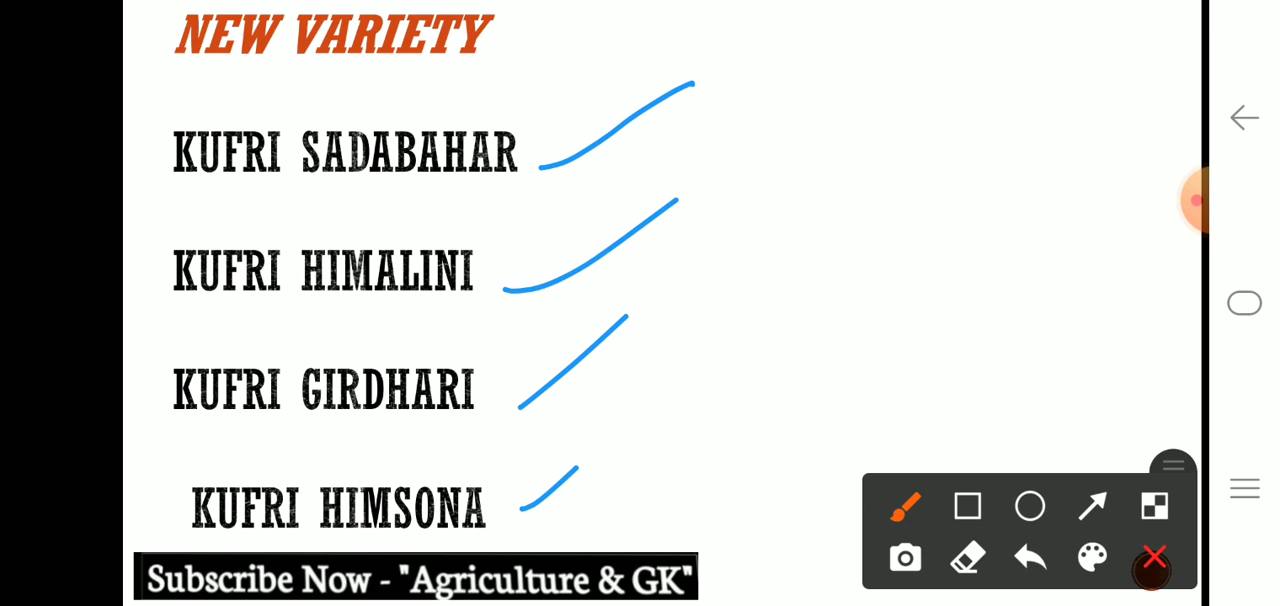 NEW VARIETY
KUFRI SADABAHAR
KUFRI HIMALINI
KUFRI GIRDHARI
KUFRI HIMSONA
Subscribe Now - "Agriculture & GK"